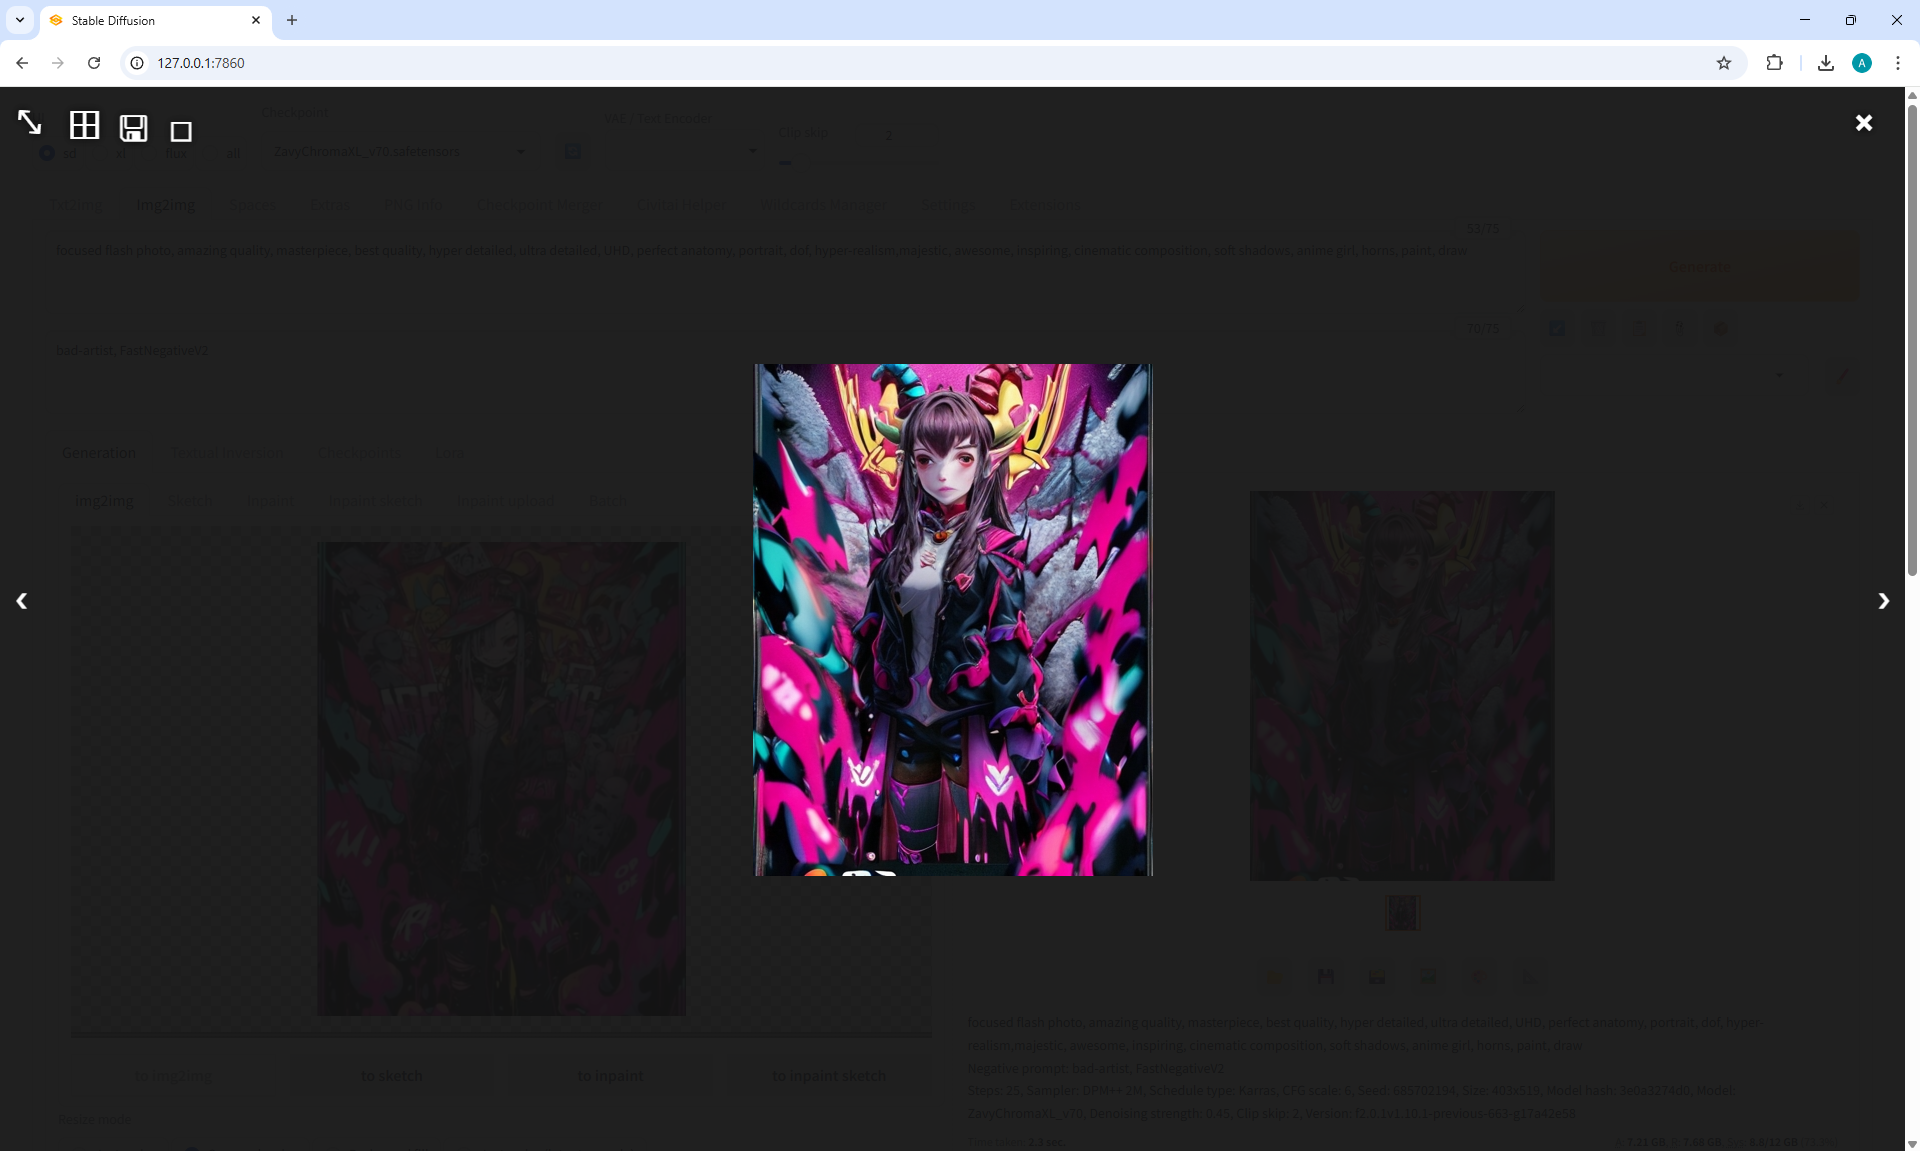 Stable Diffusion
127.0.0.1:7860
Checkpoint
VAE / Text Encoder
Clip skip
2
sd
xl
flux
all
ZavyChromaXL_v70.safetensors
Txt2img
Img2img
Spaces
Extras
PNG Info
Checkpoint Merger
Wildcards Manager
Settings
Extensions
53/75
focused flash photo, amazing quality, masterpiece, best quality, hyper detailed, ultra detailed, UHD, perfect anatomy, portrait, dof, hyper-realism,majestic, awesome, inspiring, cinematic composition, soft shadows, anime girl, horns, paint, draw
Generate
70/75
bad-artist, FastNegativeV2
Generation
Textual Inversion
Checkpoints
Lora
img2img
Sketch
Inpaint
Inpaint sketch
Inpaint upload
Batch
to img2img
to sketch
to inpaint
to inpaint sketch
Resize mode
focused flash photo, amazing quality, masterpiece, best quality, hyper detailed, ultra detailed, UHD, perfect anatomy, portrait, dof, hyper-
realism,majestic, awesome, inspiring, cinematic composition, soft shadows, anime girl, horns, paint, draw
Negative prompt: bad-artist, FastNegativeV2
Steps: 25, Sampler: DPM++ 2M, Schedule type: Karras, CFG scale: 6, Seed: 685702194, Size: 403x519, Model hash: 3e0a3274d0, Model:
ZavyChromaXL_v70, Denoising strength: 0.45, Clip skip: 2, Version:
Time taken: 2.3 sec.